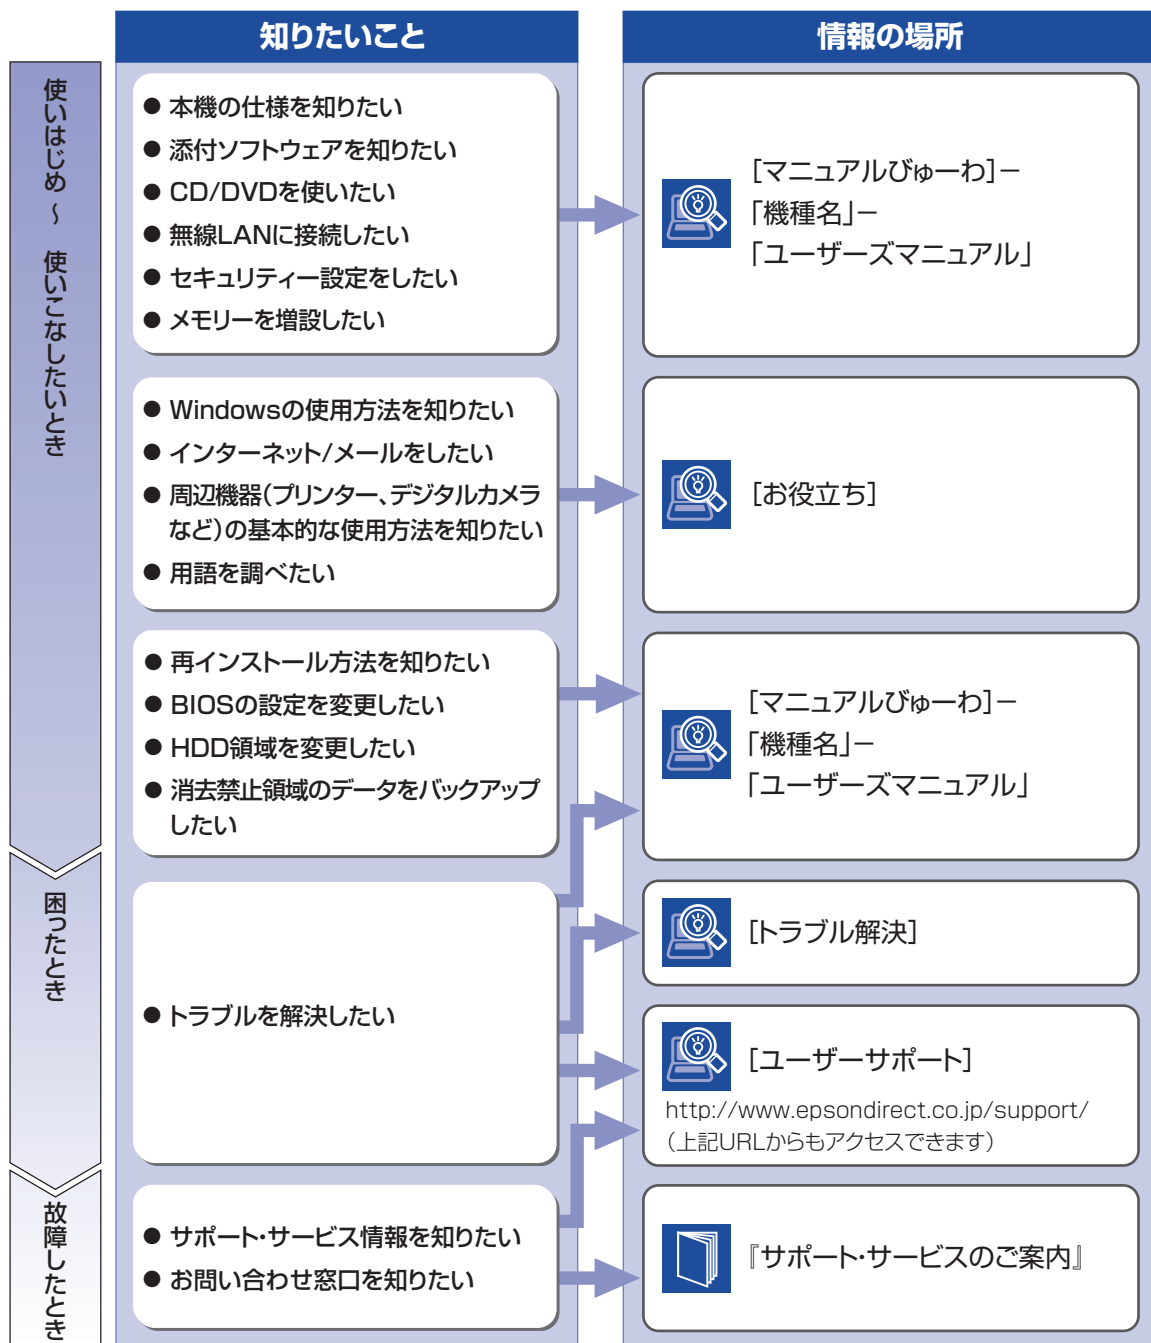 知りたいこと
情報の場所
使いはじめ ～ 使いこなしたいとき
● 本機の仕様を知りたい
● 添付ソフトウェアを知りたい
● CD/DVDを使いたい
● 無線LANに接続したい
● セキュリティー設定をしたい
● メモリーを増設したい
［マニュアルびゅーわ］－
「機種名」－
「ユーザーズマニュアル」
● Windowsの使用方法を知りたい
● インターネット/メールをしたい
● 周辺機器（プリンター、デジタルカメラ
など）の基本的な使用方法を知りたい
● 用語を調べたい
［お役立ち］
● 再インストール方法を知りたい
● BIOSの設定を変更したい
● HDD領域を変更したい
● 消去禁止領域のデータをバックアップ
したい
［マニュアルびゅーわ］－
「機種名」－
「ユーザーズマニュアル」
困ったとき
● トラブルを解決したい
［トラブル解決］
［ユーザーサポート］
http://www.epsondirect.co.jp/support/
（上記URLからもアクセスできます）
故障したとき
● サポート・サービス情報を知りたい
● お問い合わせ窓口を知りたい
『サポート・サービスのご案内』